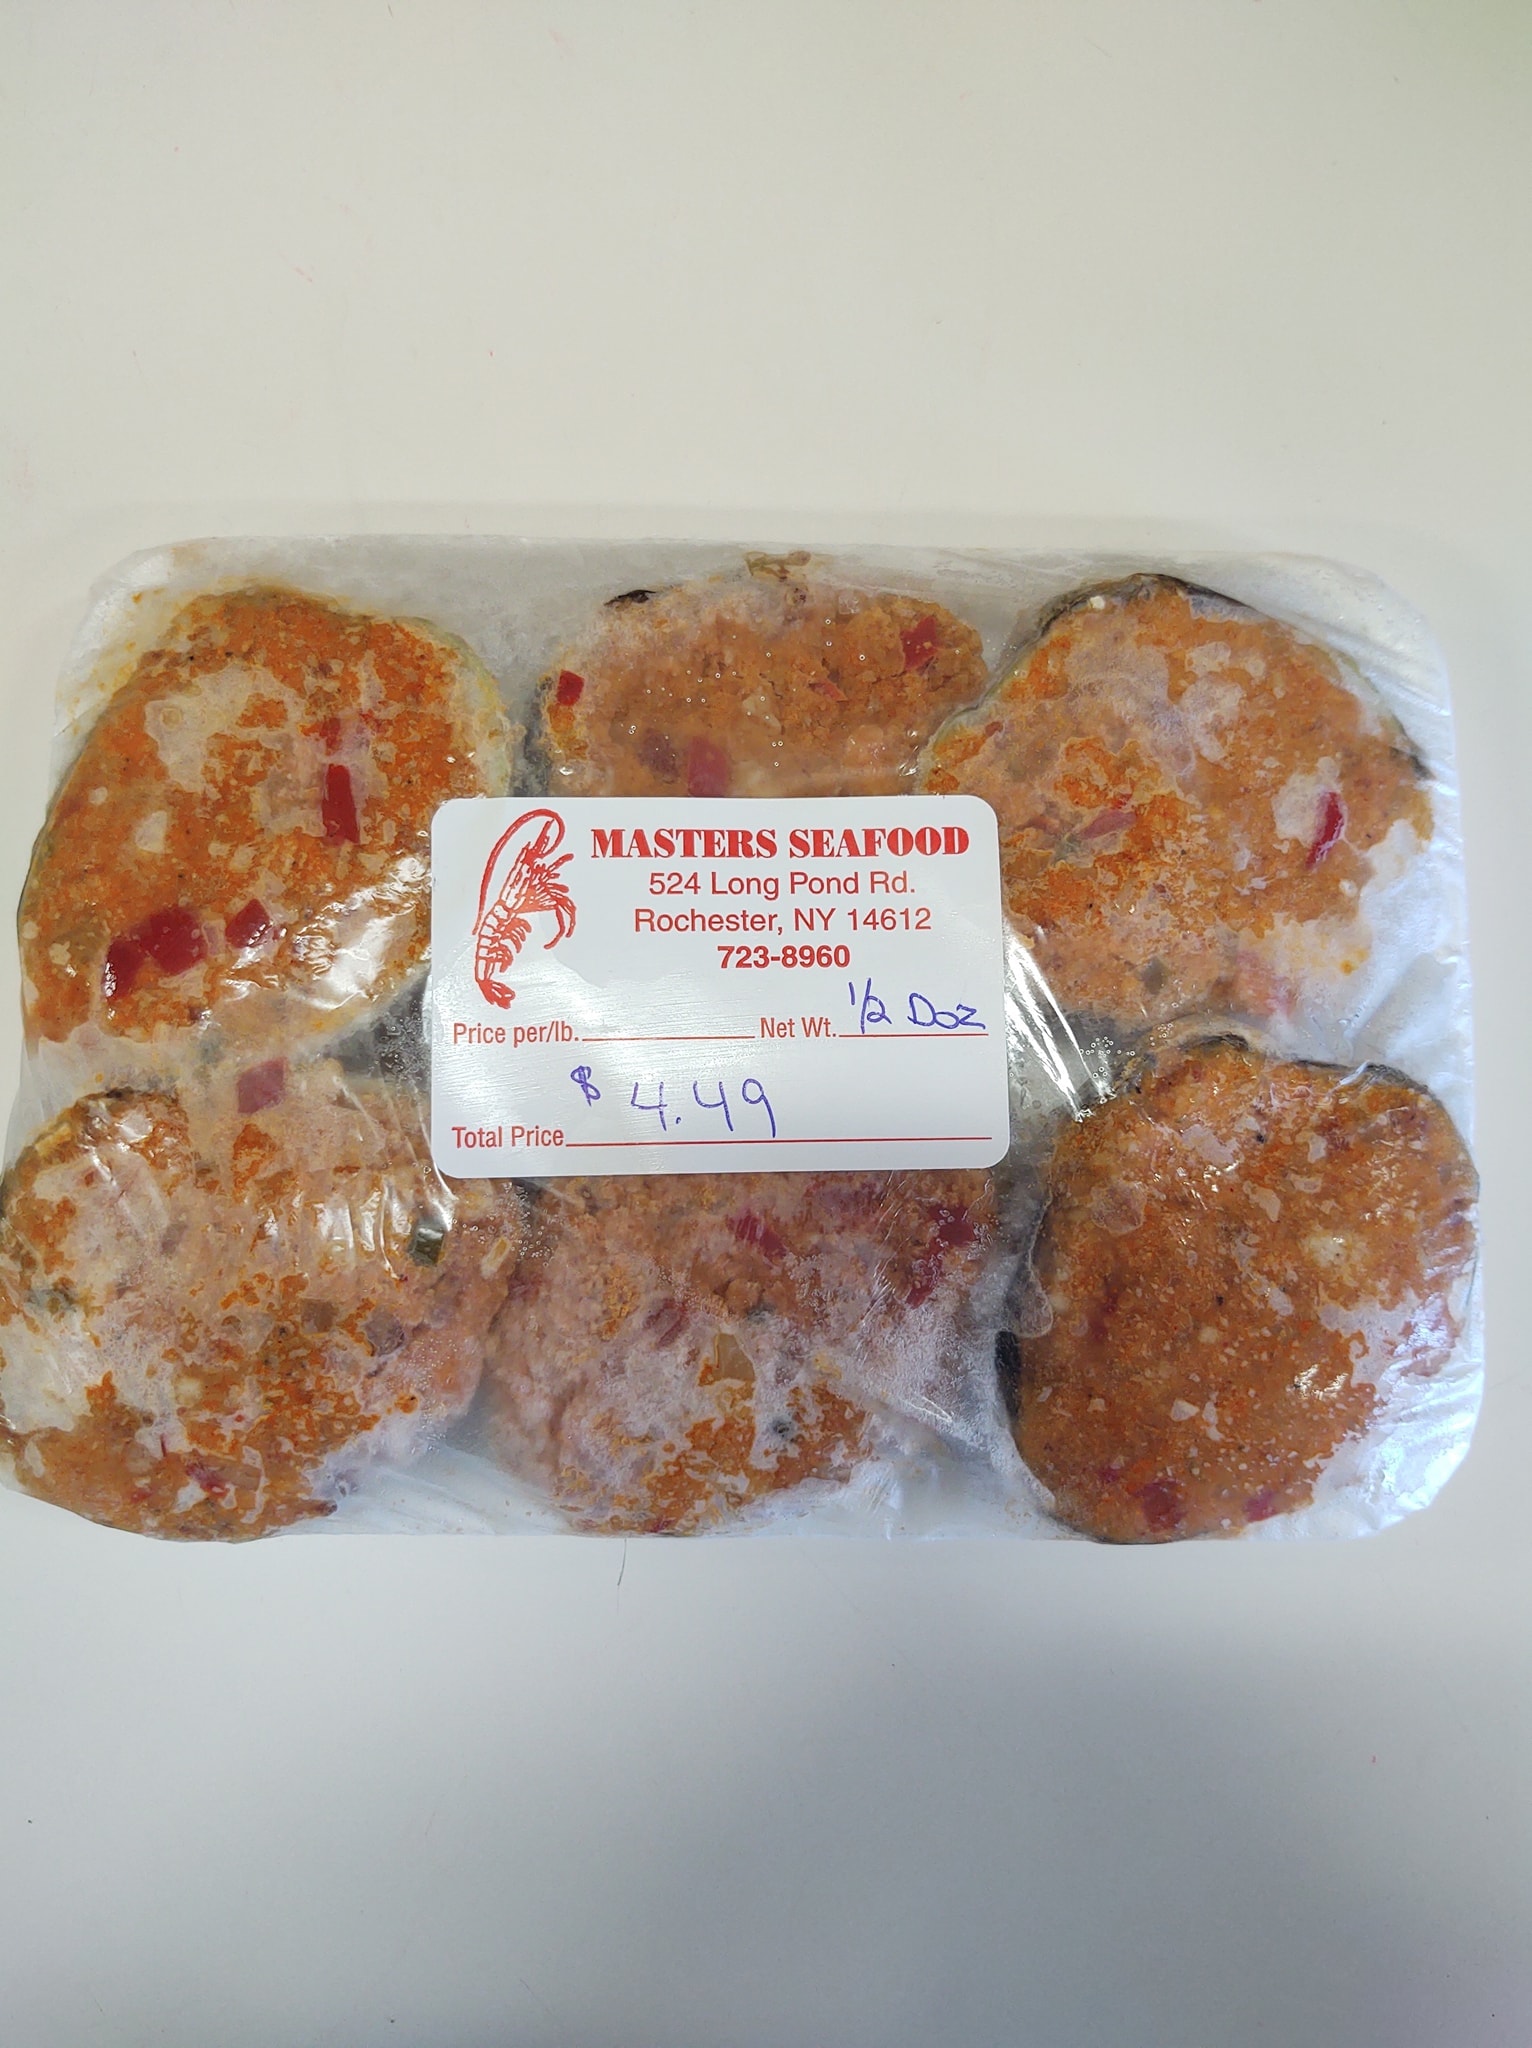 MASTERS SEAFOOD
524 Long Pond Rd.
Rochester, NY 14612
723-8960
Price per/lb. Net Wt. 1/2 Doz
$ 4.49
Total Price